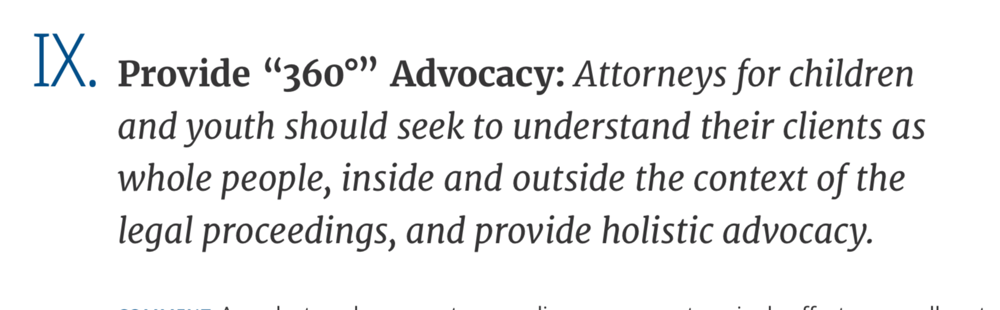 IX. Provide “360°” Advocacy: Attorneys for children
and youth should seek to understand their clients as
whole people, inside and outside the context of the
legal proceedings, and provide holistic advocacy.